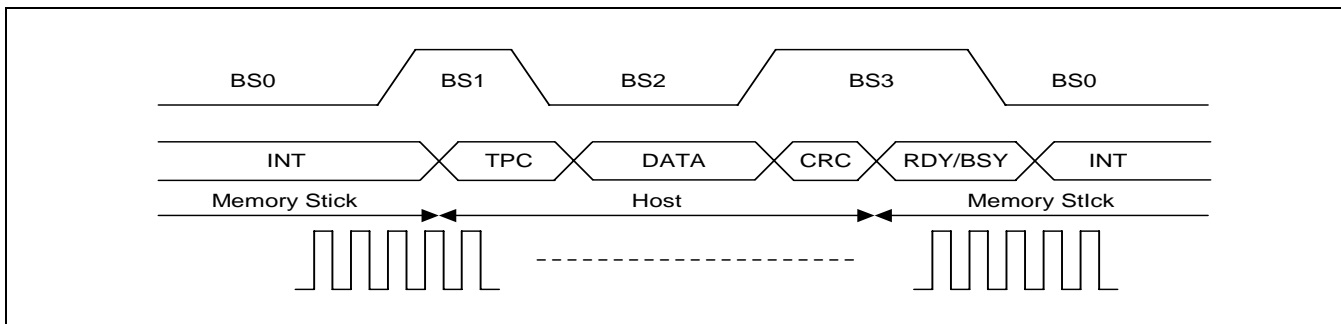 BS0 BS1 BS2 BS3 BS0
INT TPC DATA CRC RDY/BSY INT
Memory Stick Host Memory StIck